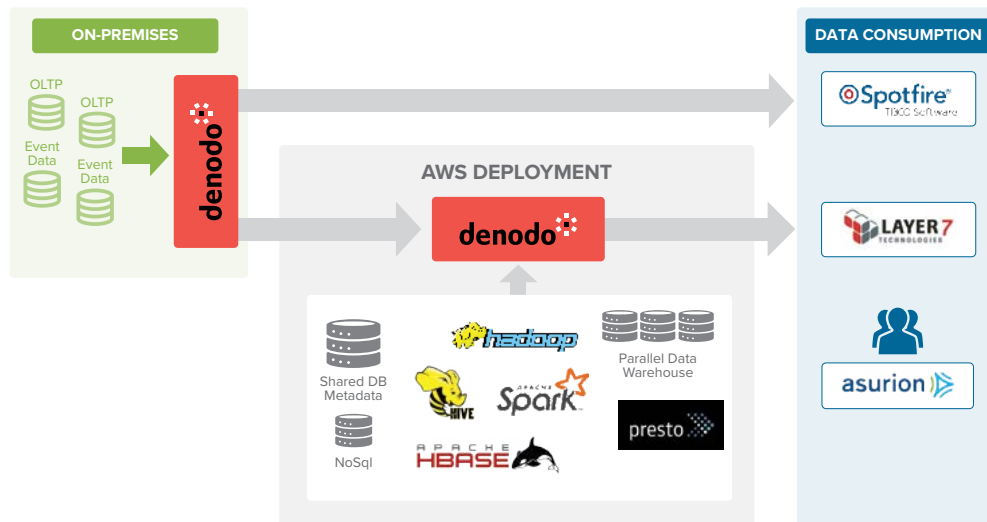 ON-PREMISES
OLTP
OLTP
Event
Data
Event
Data
denodo
AWS DEPLOYMENT
denodo
Shared DB
Metadata
NoSql
hadoop
HIVE
APACHE
Spark
APACHE
HBASE
Parallel Data
Warehouse
presto
DATA CONSUMPTION
Spotfire®
TIBCO Software
LAYER 7
TECHNOLOGIES
asurion